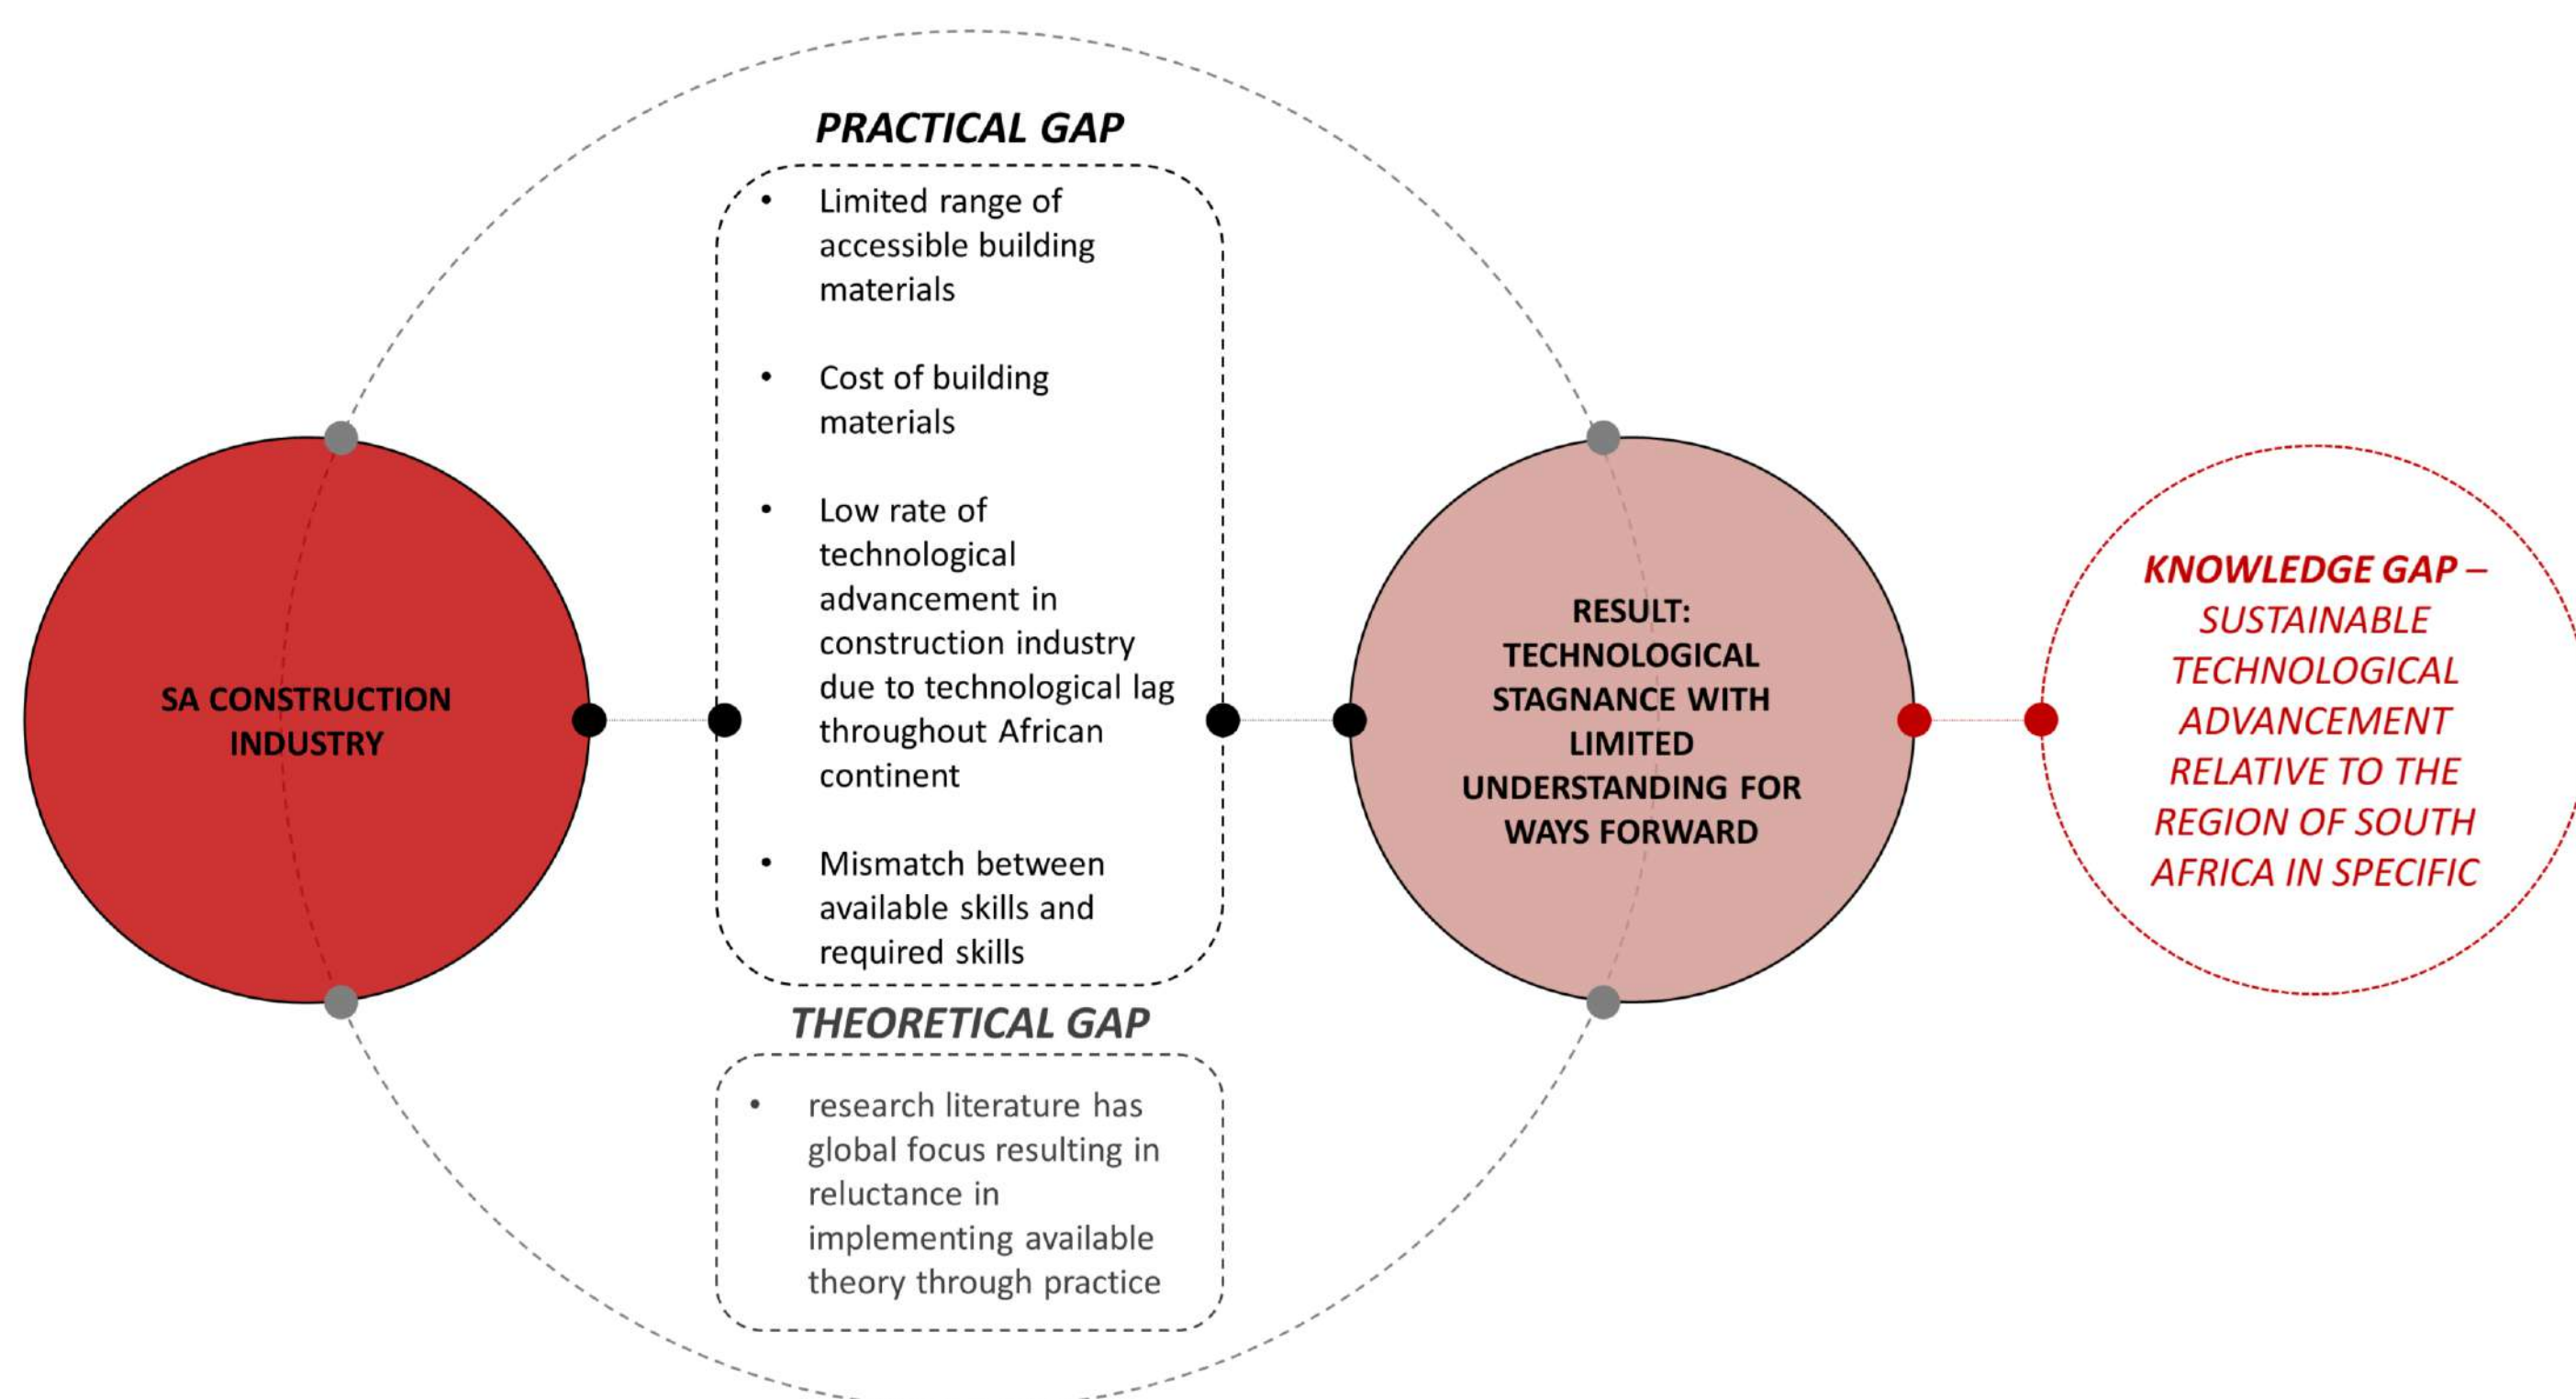 PRACTICAL GAP
• Limited range of
accessible building
materials
• Cost of building
materials
• Low rate of
technological
advancement in
construction industry
due to technological lag
throughout African
continent
• Mismatch between
available skills and
required skills
THEORETICAL GAP
• research literature has
global focus resulting in
reluctance in
implementing available
theory through practice
SA CONSTRUCTION
INDUSTRY
RESULT:
TECHNOLOGICAL
STAGNANCE WITH
LIMITED
UNDERSTANDING FOR
WAYS FORWARD
KNOWLEDGE GAP –
SUSTAINABLE
TECHNOLOGICAL
ADVANCEMENT
RELATIVE TO THE
REGION OF SOUTH
AFRICA IN SPECIFIC